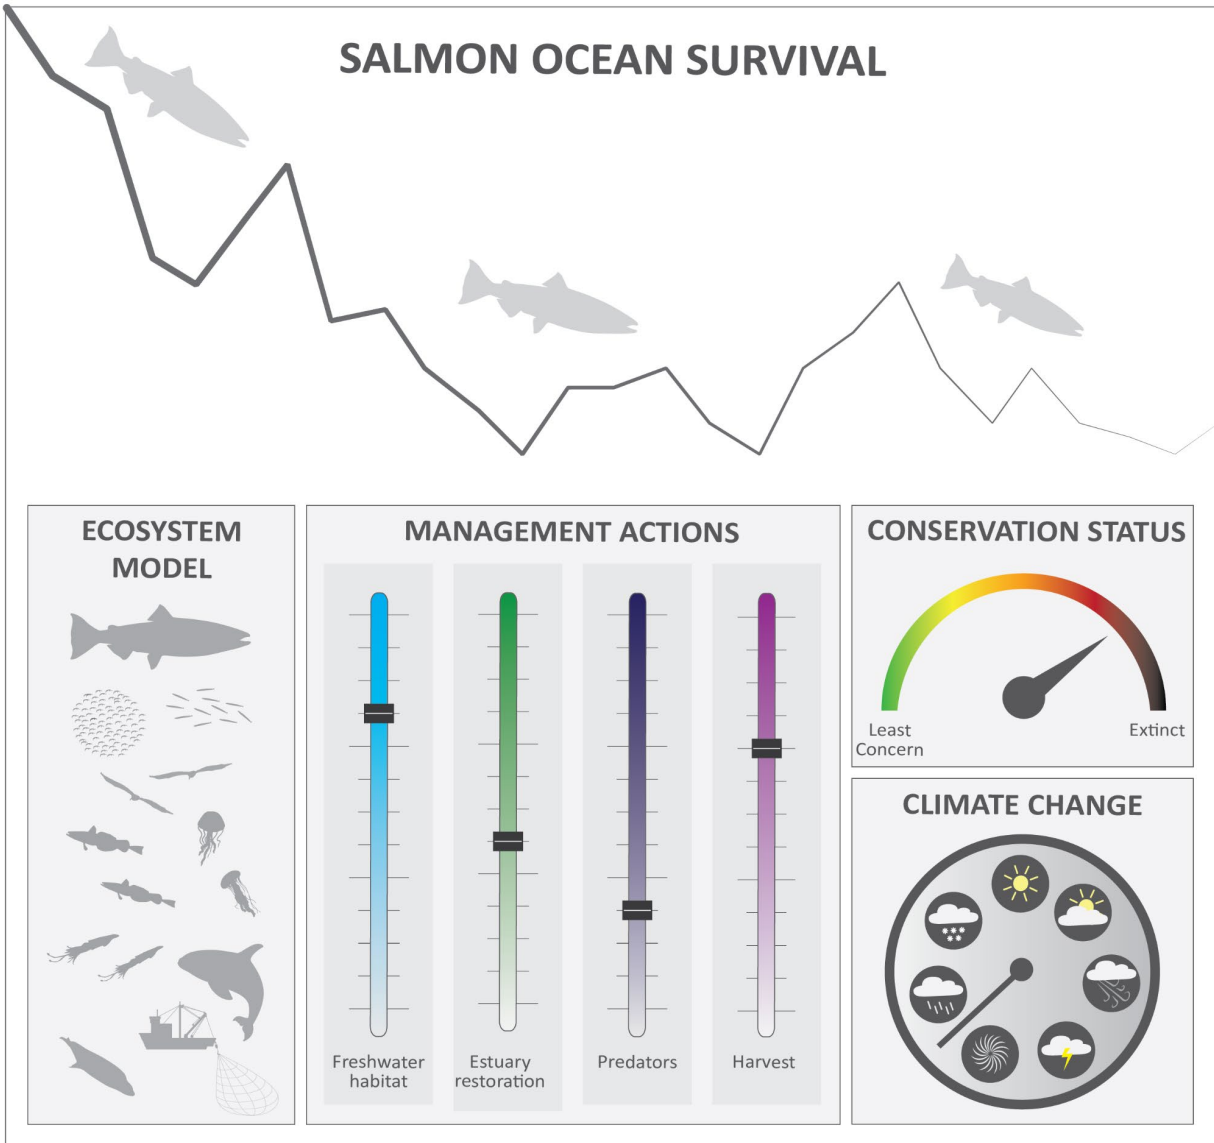 SALMON OCEAN SURVIVAL
ECOSYSTEM
MODEL
MANAGEMENT ACTIONS
Freshwater
habitat
Estuary
restoration
Predators
Harvest
CONSERVATION STATUS
Least
Concern
Extinct
CLIMATE CHANGE